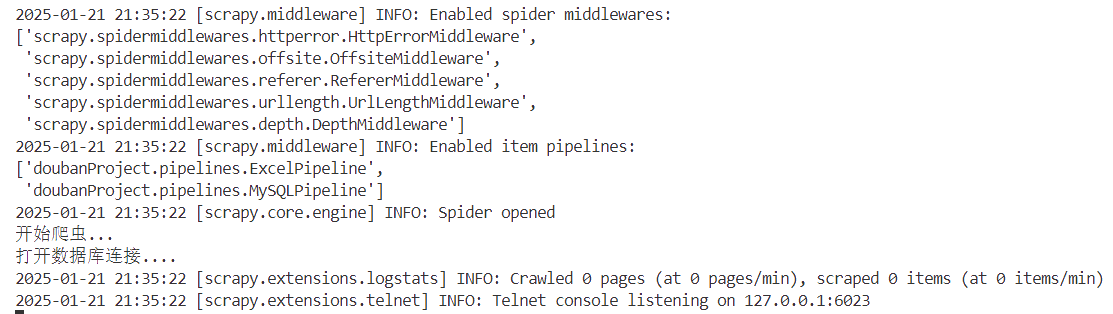 2025-01-21 21:35:22 [scrapy.middleware] INFO: Enabled spider middlewares:
['scrapy.spidermiddlewares.httperror.HttpErrorMiddleware',
 'scrapy.spidermiddlewares.offsite.OffsiteMiddleware',
 'scrapy.spidermiddlewares.referer.RefererMiddleware',
 'scrapy.spidermiddlewares.urllength.UrlLengthMiddleware',
 'scrapy.spidermiddlewares.depth.DepthMiddleware']
2025-01-21 21:35:22 [scrapy.middleware] INFO: Enabled item pipelines:
['doubanProject.pipelines.ExcelPipeline',
 'doubanProject.pipelines.MySQLPipeline']
2025-01-21 21:35:22 [scrapy.core.engine] INFO: Spider opened
开始爬虫...
打开数据库连接....
2025-01-21 21:35:22 [scrapy.extensions.logstats] INFO: Crawled 0 pages (at 0 pages/min), scraped 0 items (at 0 items/min)
2025-01-21 21:35:22 [scrapy.extensions.telnet] INFO: Telnet console listening on 127.0.0.1:6023